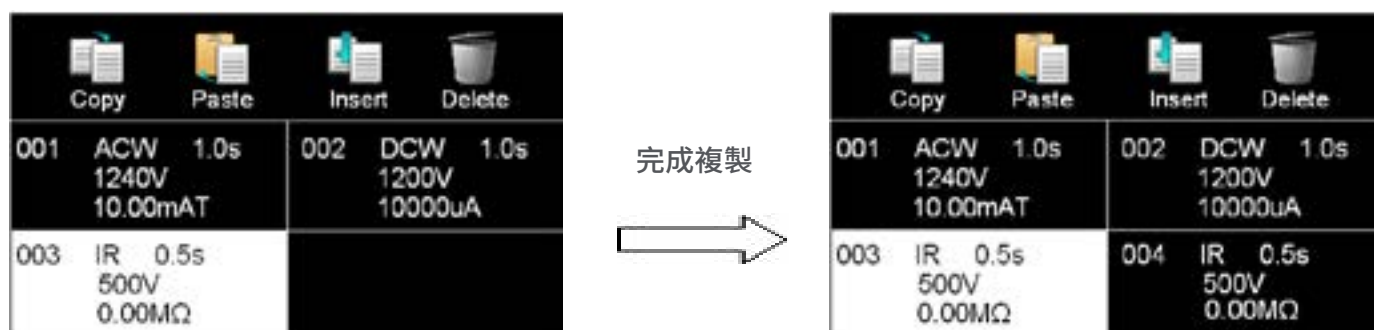 Copy Paste Insert Delete
001 ACW 1.0s
1240V
10.00mAT
002 DCW 1.0s
1200V
10000uA
003 IR 0.5s
500V
0.00MΩ
完成複製
Copy Paste Insert Delete
001 ACW 1.0s
1240V
10.00mAT
002 DCW 1.0s
1200V
10000uA
003 IR 0.5s
500V
0.00MΩ
004 IR 0.5s
500V
0.00MΩ